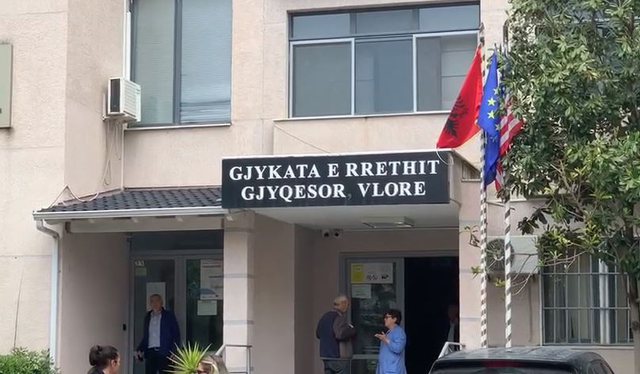 GJYKATA E RRETHIT
GJYQESOR VLORE